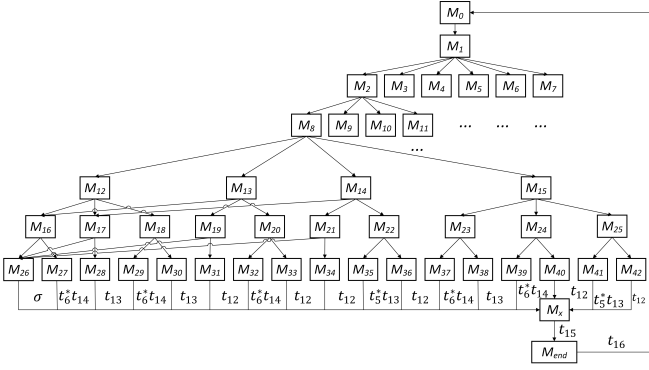 M0
M1
M2 M3 M4 M5 M6 M7
M8 M9 M10 M11 ... ... ...
...
M12 M13 M14 M15
M16 M17 M18 M19 M20 M21 M22 M23 M24 M25
M26 M27 M28 M29 M30 M31 M32 M33 M34 M35 M36 M37 M38 M39 M40 M41 M42
σ t6*t14 t13 t6*t14 t13 t12 t6*t14 t12 t12 t5*t13 t12 t6*t14 t13 t6*t14 t12 t5*t13 t12
Mx
t15
Mend t16